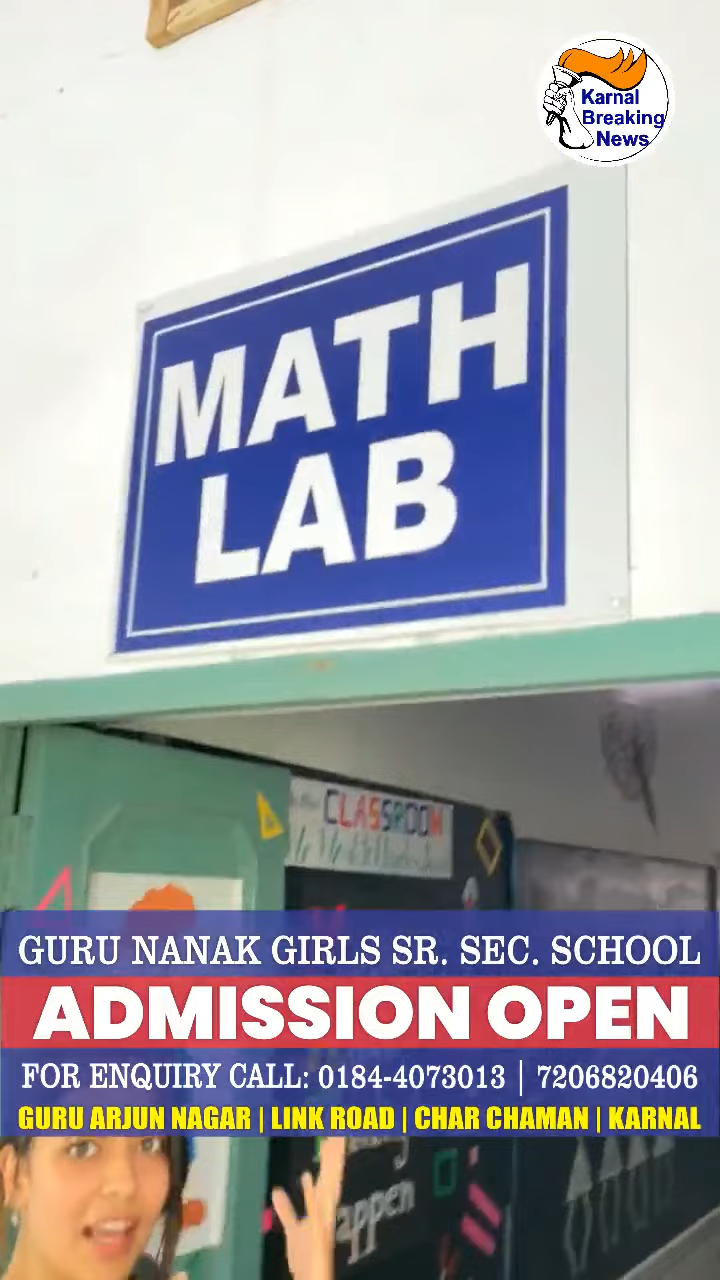 Karnal
Breaking
News
MATH
LAB
CLASSROOM
GURU NANAK GIRLS SR. SEC. SCHOOL
ADMISSION OPEN
FOR ENQUIRY CALL: 0184-4073013 | 7206820406
GURU ARJUN NAGAR | LINK ROAD | CHAR CHAMAN | KARNAL
appen